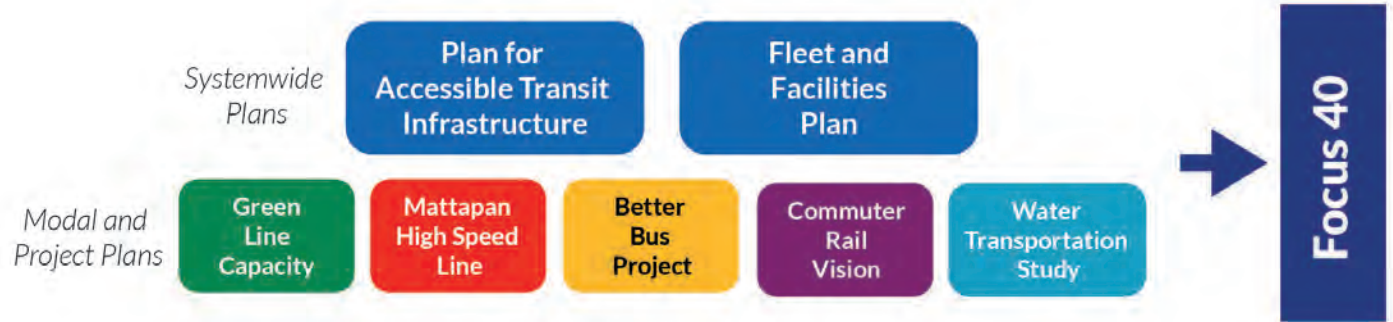 Systemwide
Plans
Plan for
Accessible Transit
Infrastructure
Fleet and
Facilities
Plan
Modal and
Project Plans
Green
Line
Capacity
Mattapan
High Speed
Line
Better
Bus
Project
Commuter
Rail
Vision
Water
Transportation
Study
Focus 40